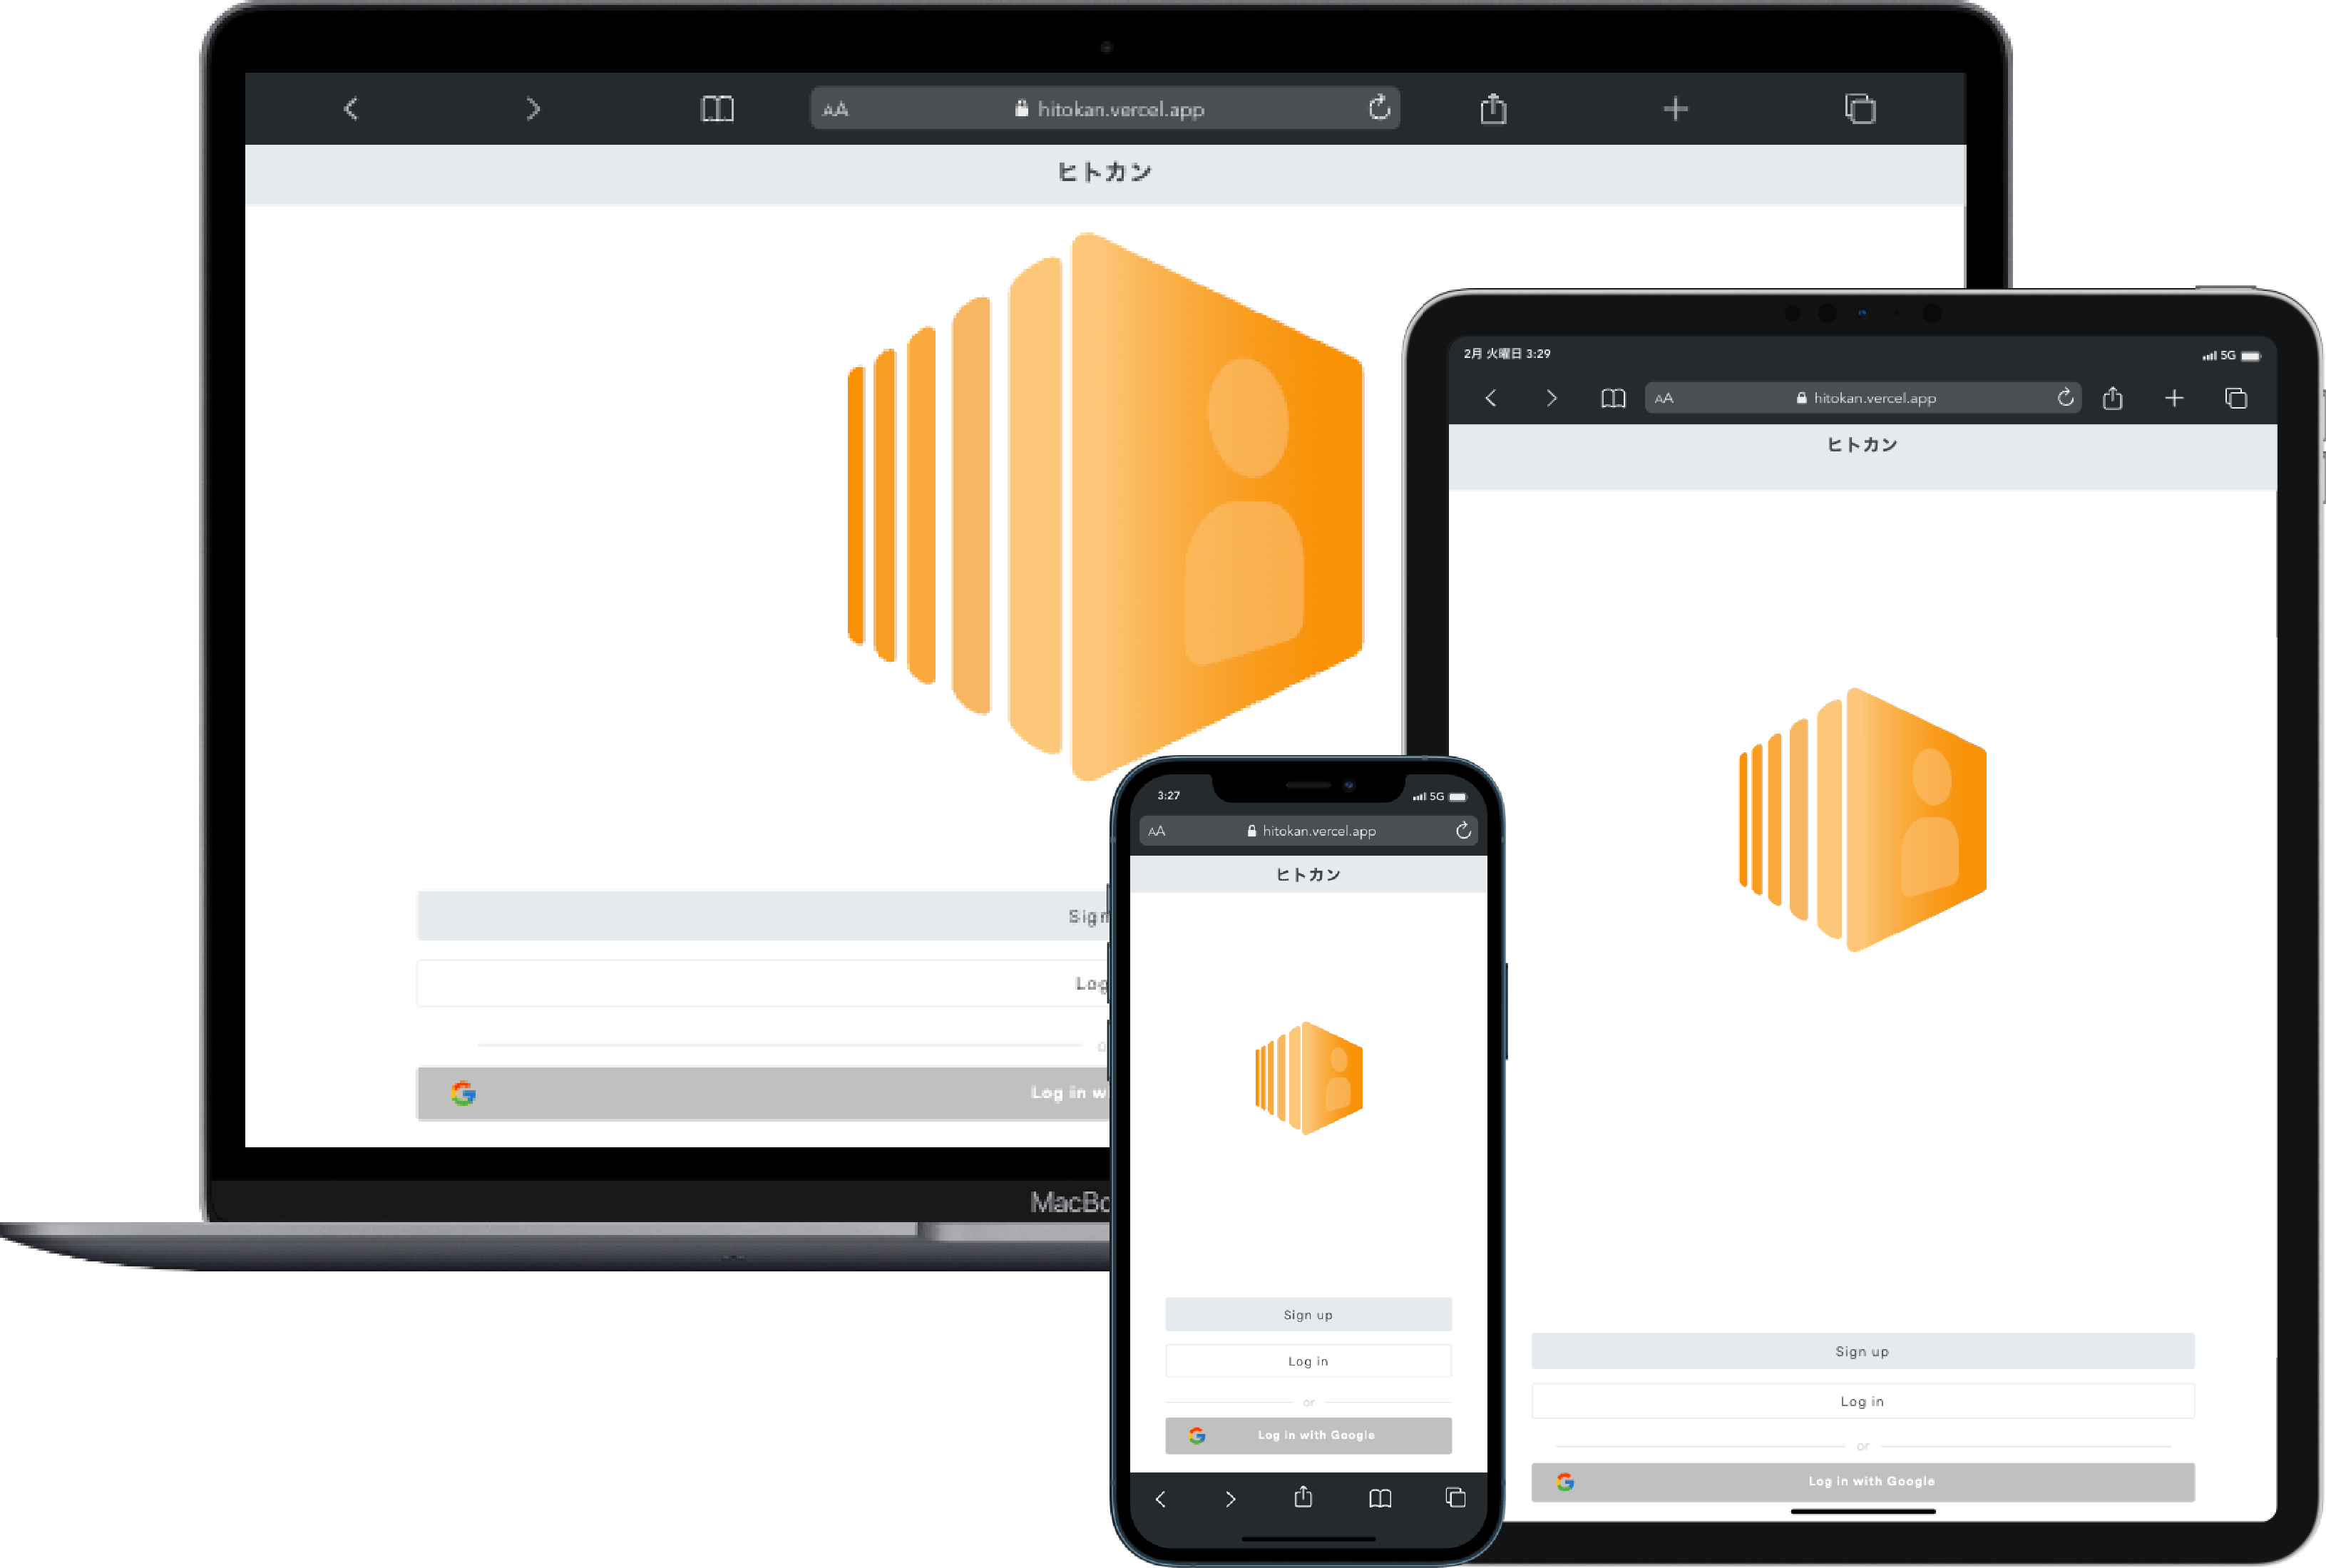 AA hitokan.vercel.app
ヒトカン
Sign
Log
Log in w
MacBo
2月 火曜日 3:29 5G
AA hitokan.vercel.app
ヒトカン
Sign up
Log in
or
Log in with Google
3:27 5G
AA hitokan.vercel.app
ヒトカン
Sign up
Log in
or
Log in with Google